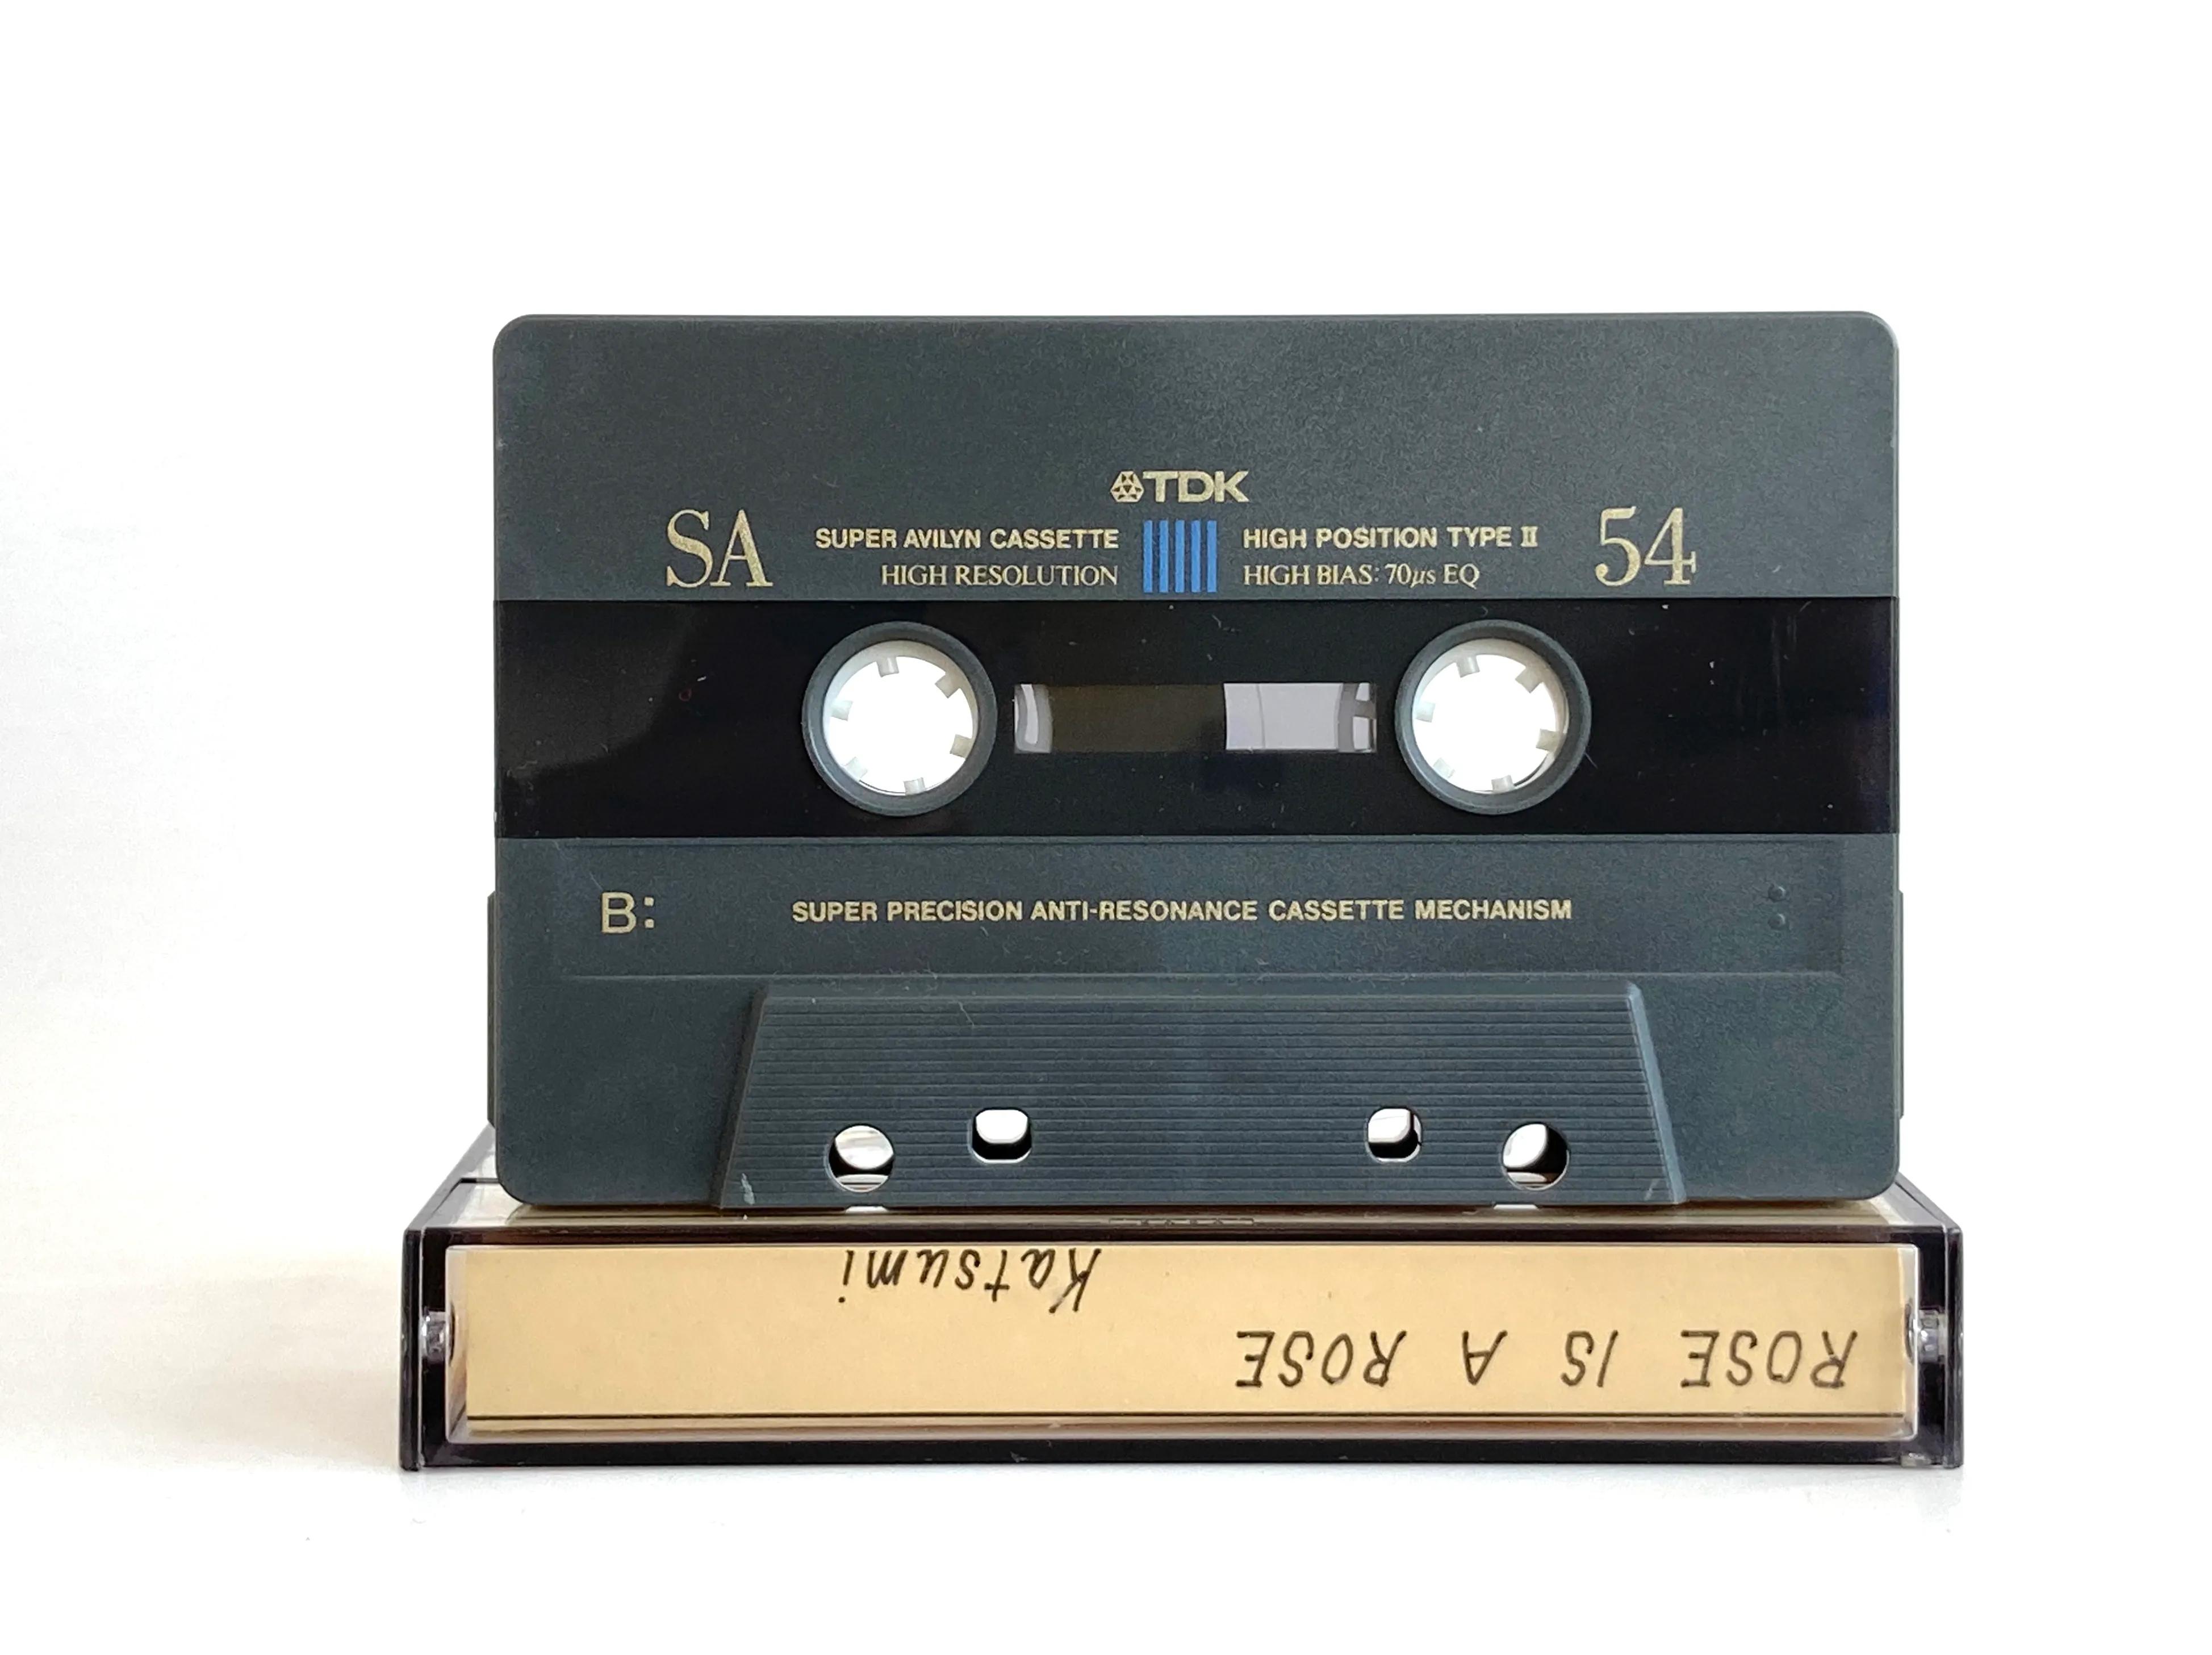 TDK
SA SUPER AVILYN CASSETTE HIGH POSITION TYPE II 54
HIGH RESOLUTION HIGH BIAS: 70µs EQ
B: SUPER PRECISION ANTI-RESONANCE CASSETTE MECHANISM
ROSE IS A ROSE
Katsumi